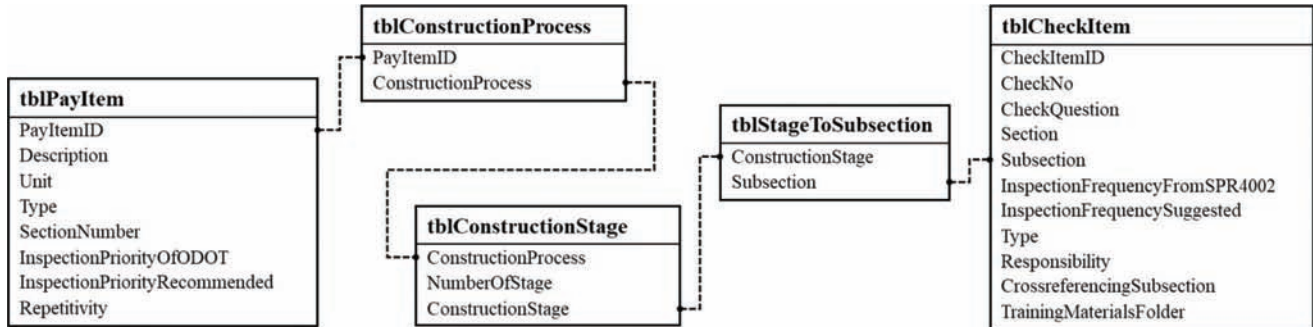 tblPayItem
PayItemID
Description
Unit
Type
SectionNumber
InspectionPriorityOfODOT
InspectionPriorityRecommended
Repetitivity
tblConstructionProcess
PayItemID
ConstructionProcess
tblConstructionStage
ConstructionProcess
NumberOfStage
ConstructionStage
tblStageToSubsection
ConstructionStage
Subsection
tblCheckItem
CheckItemID
CheckNo
CheckQuestion
Section
Subsection
InspectionFrequencyFromSPR4002
InspectionFrequencySuggested
Type
Responsibility
CrossreferencingSubsection
TrainingMaterialsFolder